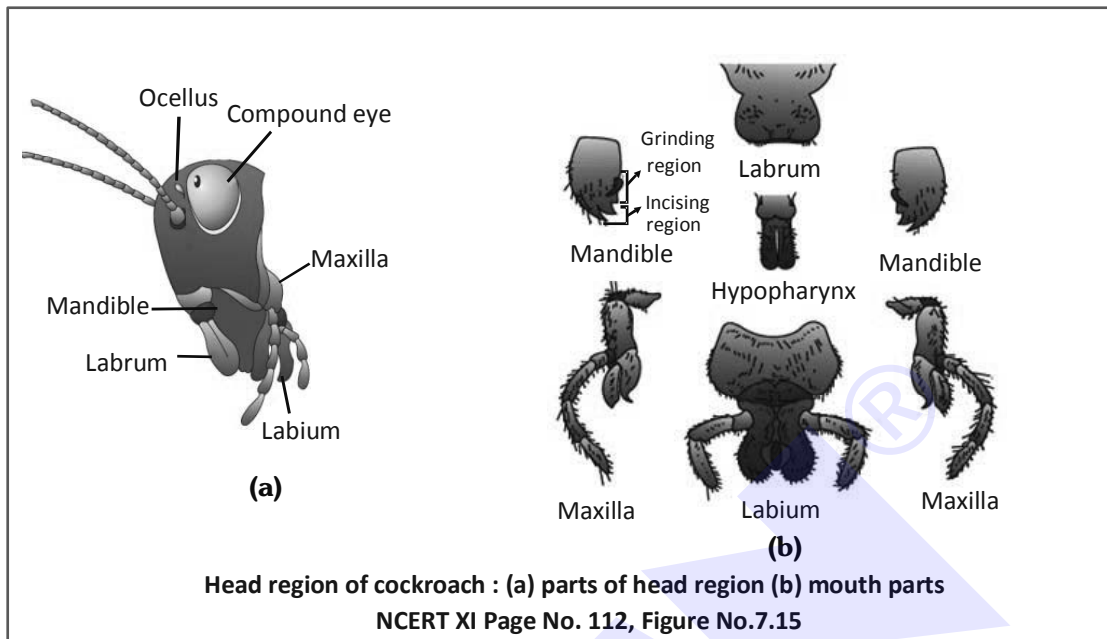 Ocellus
Compound eye
Maxilla
Mandible
Labrum
Labium
(a)
Grinding
region
Incising
region
Mandible
Labrum
Hypopharynx
Mandible
Maxilla
Labium
Maxilla
(b)
®
Head region of cockroach : (a) parts of head region (b) mouth parts
NCERT XI Page No. 112, Figure No.7.15